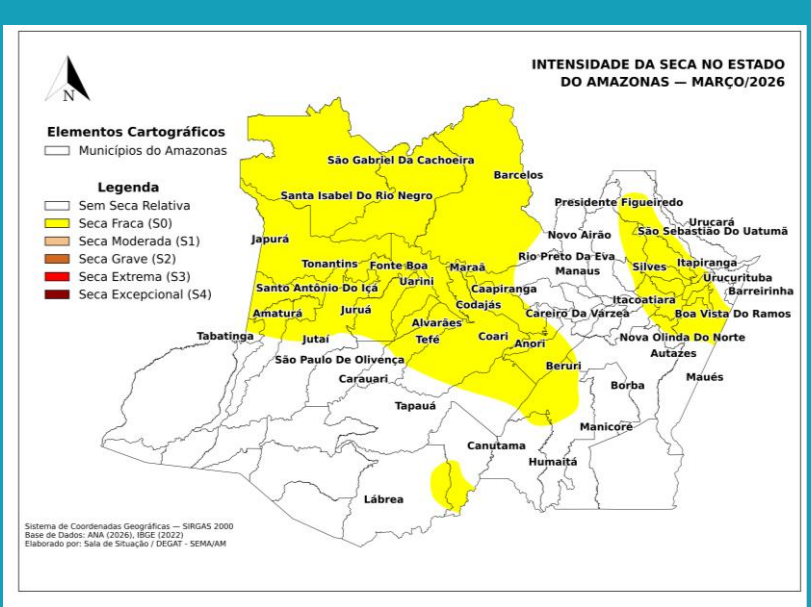 INTENSIDADE DA SECA NO ESTADO
DO AMAZONAS — MARÇO/2026
N
Elementos Cartográficos
Municípios do Amazonas
Legenda
Sem Seca Relativa
Seca Fraca (S0)
Seca Moderada (S1)
Seca Grave (S2)
Seca Extrema (S3)
Seca Excepcional (S4)
São Gabriel Da Cachoeira
Barcelos
Santa Isabel Do Rio Negro
Presidente Figueiredo
Urucará
São Sebastião Do Uatumã
Japurá
Novo Airão
Rio Preto Da Eva
Tonantins
Fonte Boa
Maraã
Manaus
Silves
Itapiranga
Uarini
Urucurituba
Santo Antônio Do Içá
Caapiranga
Barreirinha
Itacoatiara
Codajás
Amaturá
Juruá
Careiro Da Várzea
Boa Vista Do Ramos
Alvarães
Tabatinga
Jutaí
Tefé
Coari
Anori
Nova Olinda Do Norte
Autazes
São Paulo De Olivença
Beruri
Carauari
Maués
Borba
Tapauá
Manicoré
Canutama
Humaitá
Lábrea
Sistema de Coordenadas Geográficas — SIRGAS 2000
Base de Dados: ANA (2026), IBGE (2022)
Elaborado por: Sala de Situação / DEGAT - SEMA/AM